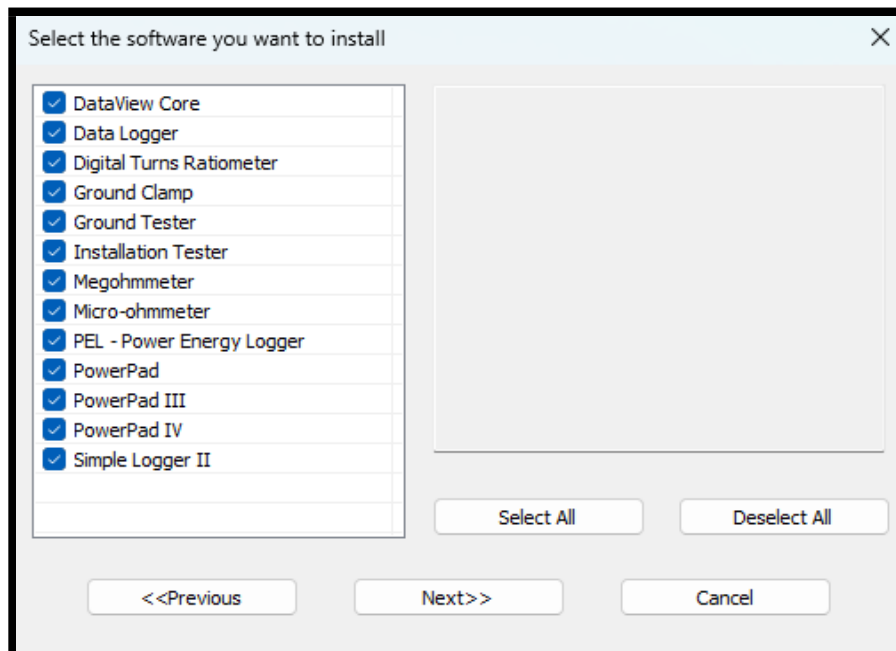 Select the software you want to install
DataView Core
Data Logger
Digital Turns Ratiometer
Ground Clamp
Ground Tester
Installation Tester
Megohmmeter
Micro-ohmmeter
PEL - Power Energy Logger
PowerPad
PowerPad III
PowerPad IV
Simple Logger II
Select All
Deselect All
<<Previous
Next>>
Cancel